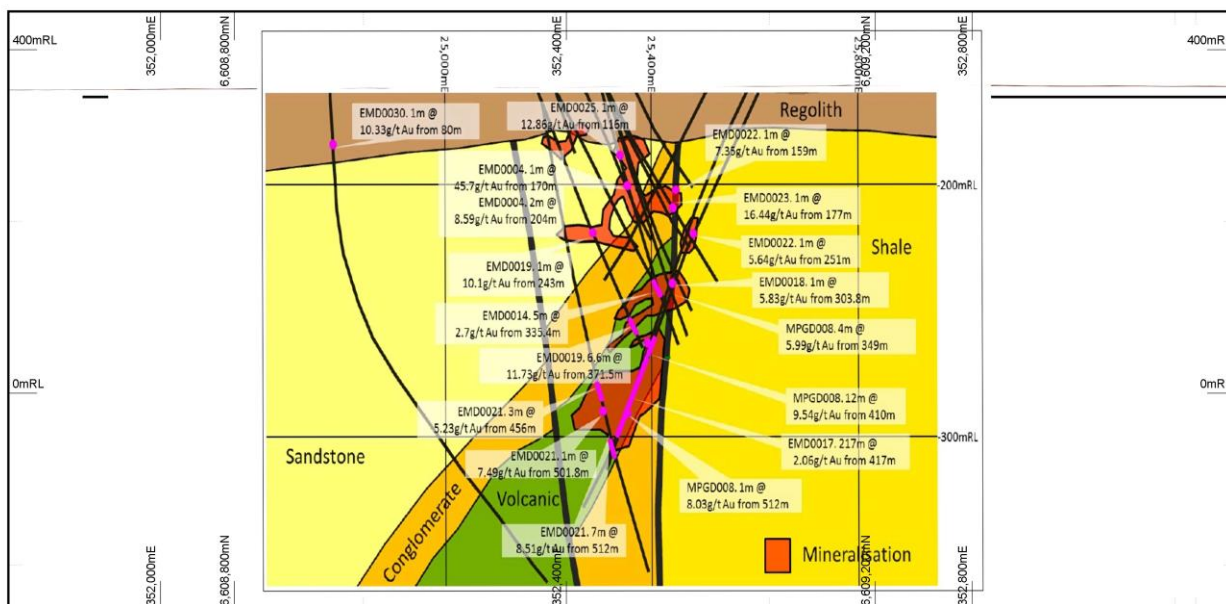 400mRL
352,000mE
6,608,800mN
25,000mE
352,400mE
25,400mE
25,800mE
6,609,200mN
352,800mE
400mRL
EMD0030. 1m @
10.33g/t Au from 80m
EMD0025. 1m @
12.86g/t Au from 116m
Regolith
EMD0022. 1m @
7.35g/t Au from 159m
EMD0004. 1m @
45.7g/t Au from 170m
EMD0004. 2m @
8.59g/t Au from 204m
-200mRL
EMD0023. 1m @
16.44g/t Au from 177m
Shale
EMD0022. 1m @
5.64g/t Au from 251m
EMD0019. 1m @
10.1g/t Au from 243m
EMD0018. 1m @
5.83g/t Au from 303.8m
EMD0014. 5m @
2.7g/t Au from 335.4m
MPGD008. 4m @
5.99g/t Au from 349m
EMD0019. 6.6m @
11.73g/t Au from 371.5m
0mRL
0mRL
MPGD008. 12m @
9.54g/t Au from 410m
EMD0021. 3m @
5.23g/t Au from 456m
-300mRL
EMD0017. 217m @
2.06g/t Au from 417m
Sandstone
EMD0021. 1m @
7.49g/t Au from 501.8m
MPGD008. 1m @
8.03g/t Au from 512m
Volcanic
Conglomerate
EMD0021. 7m @
8.51g/t Au from 512m
Mineralisation
352,000mE
6,608,800mN
352,400mE
6,609,200mN
352,800mE